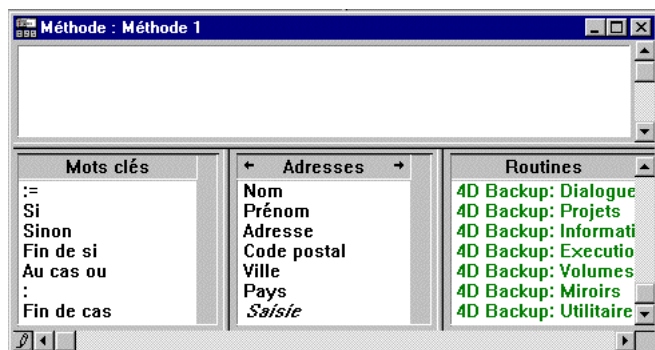 Méthode : Méthode 1
Mots clés
:=
Si
Sinon
Fin de si
Au cas ou
:
Fin de cas
Adresses
Nom
Prénom
Adresse
Code postal
Ville
Pays
Saisie
Routines
4D Backup: Dialogue
4D Backup: Projets
4D Backup: Informati
4D Backup: Executio
4D Backup: Volumes
4D Backup: Miroirs
4D Backup: Utilitaire